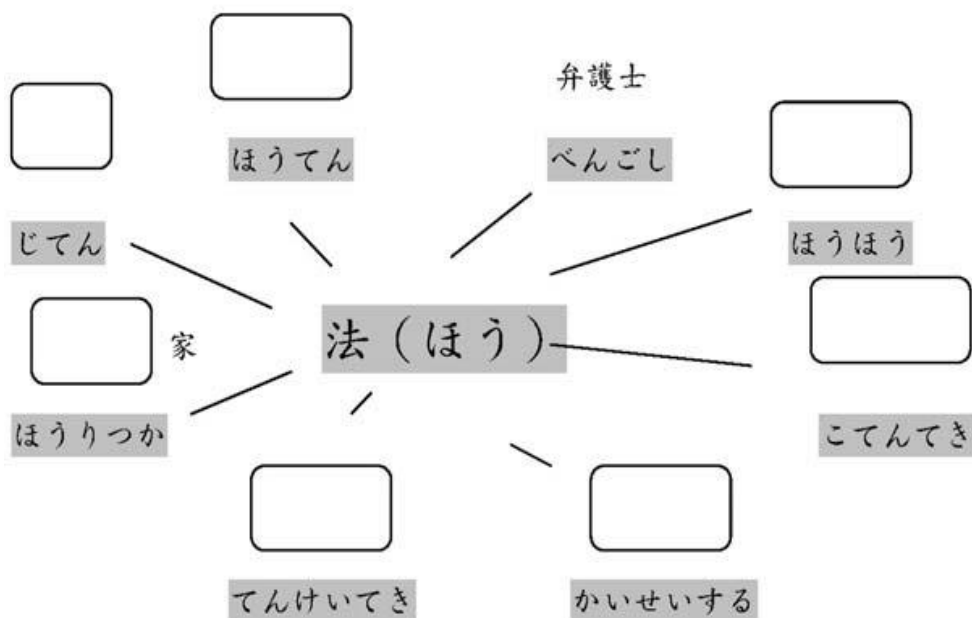 弁護士
ほうてん
べんごし
じてん
ほうほう
家
法（ほう）
ほうりつか
こてんてき
てんけいてき
かいせいする